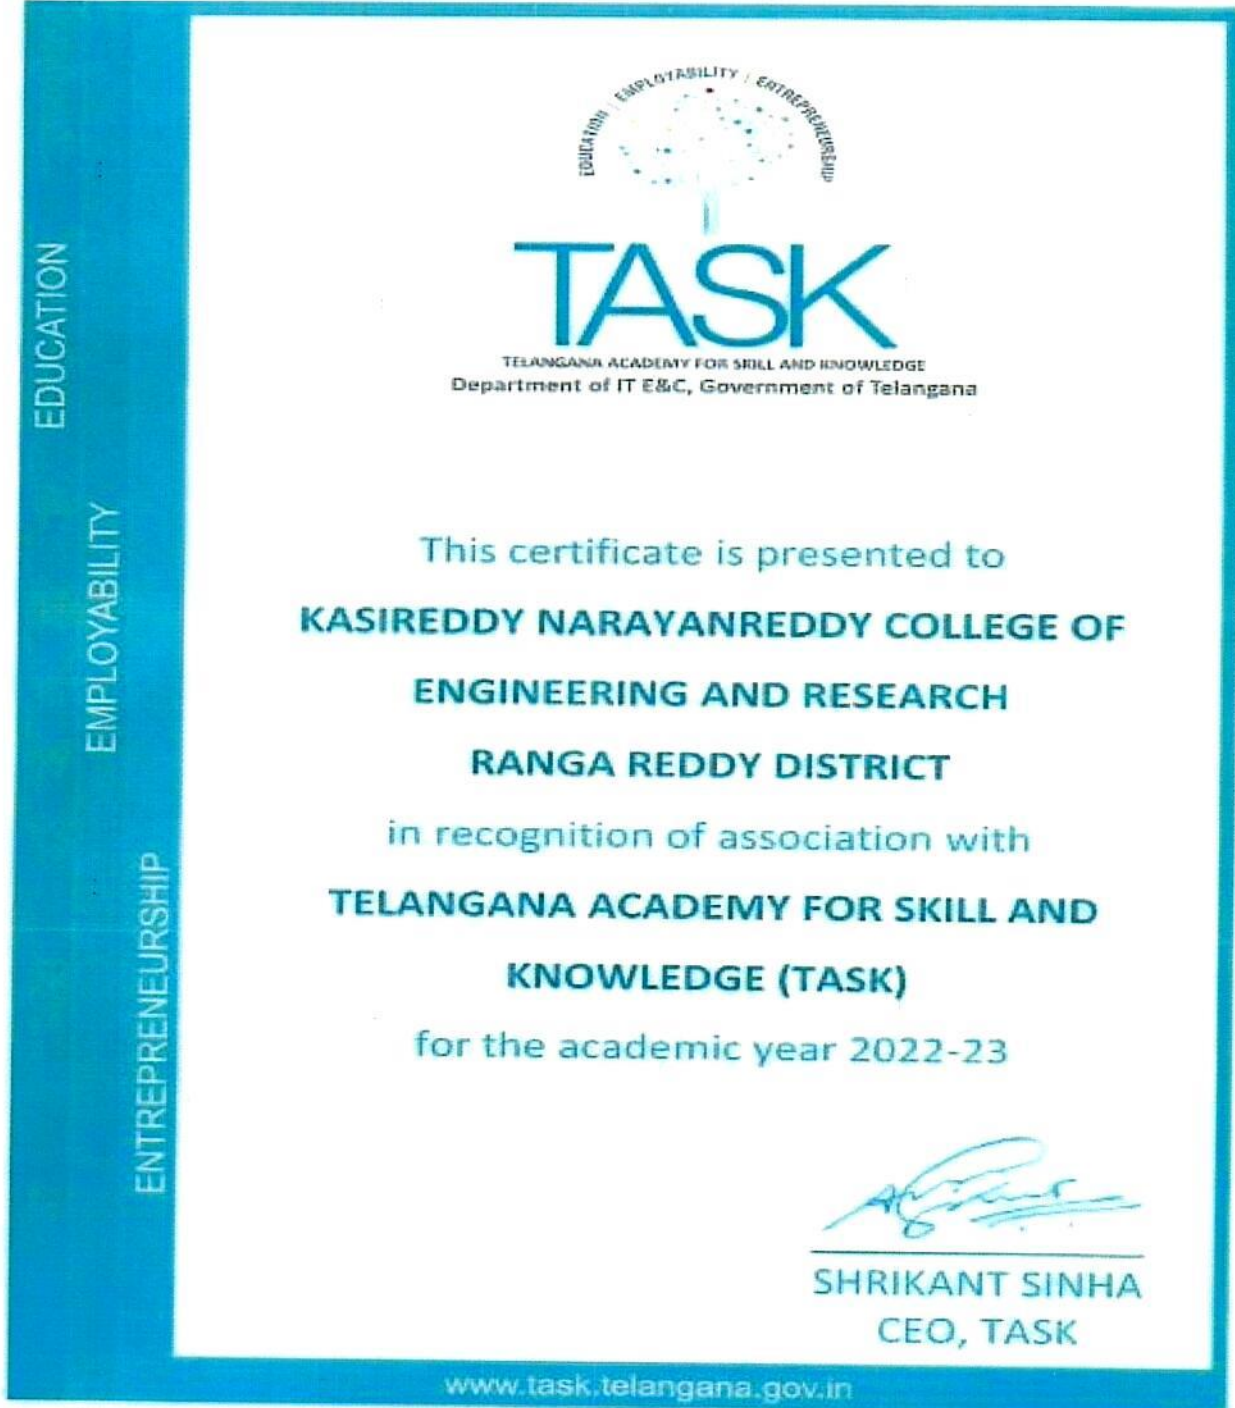 EDUCATION | EMPLOYABILITY | ENTREPRENEURSHIP
TASK
TELANGANA ACADEMY FOR SKILL AND KNOWLEDGE
Department of IT E&C, Government of Telangana
EDUCATION
EMPLOYABILITY
ENTREPRENEURSHIP
This certificate is presented to
KASIREDDY NARAYANREDDY COLLEGE OF
ENGINEERING AND RESEARCH
RANGA REDDY DISTRICT
in recognition of association with
TELANGANA ACADEMY FOR SKILL AND
KNOWLEDGE (TASK)
for the academic year 2022-23
SHRIKANT SINHA
CEO, TASK
www.task.telangana.gov.in